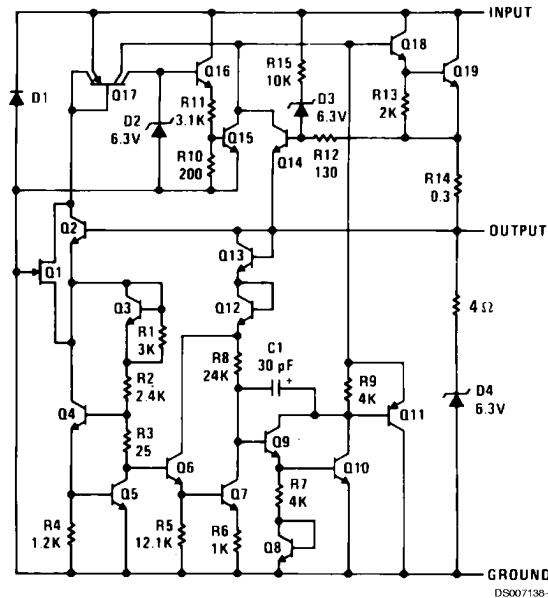 INPUT
Q18
Q19
Q16
R15
10K
Q17
D1
R11
3.1K
D3
6.3V
R13
2K
D2
6.3V
Q15
R10
200
Q14
R12
130
R14
0.3
Q2
OUTPUT
Q13
Q1
Q3
Q12
R1
3K
4 Ω
C1
30 pF
R8
24K
R2
2.4K
R9
4K
D4
6.3V
Q4
Q11
R3
25
Q9
Q6
Q10
Q5
Q7
R7
4K
R4
1.2K
R5
12.1K
R6
1K
Q8
+
GROUND
DS007138-